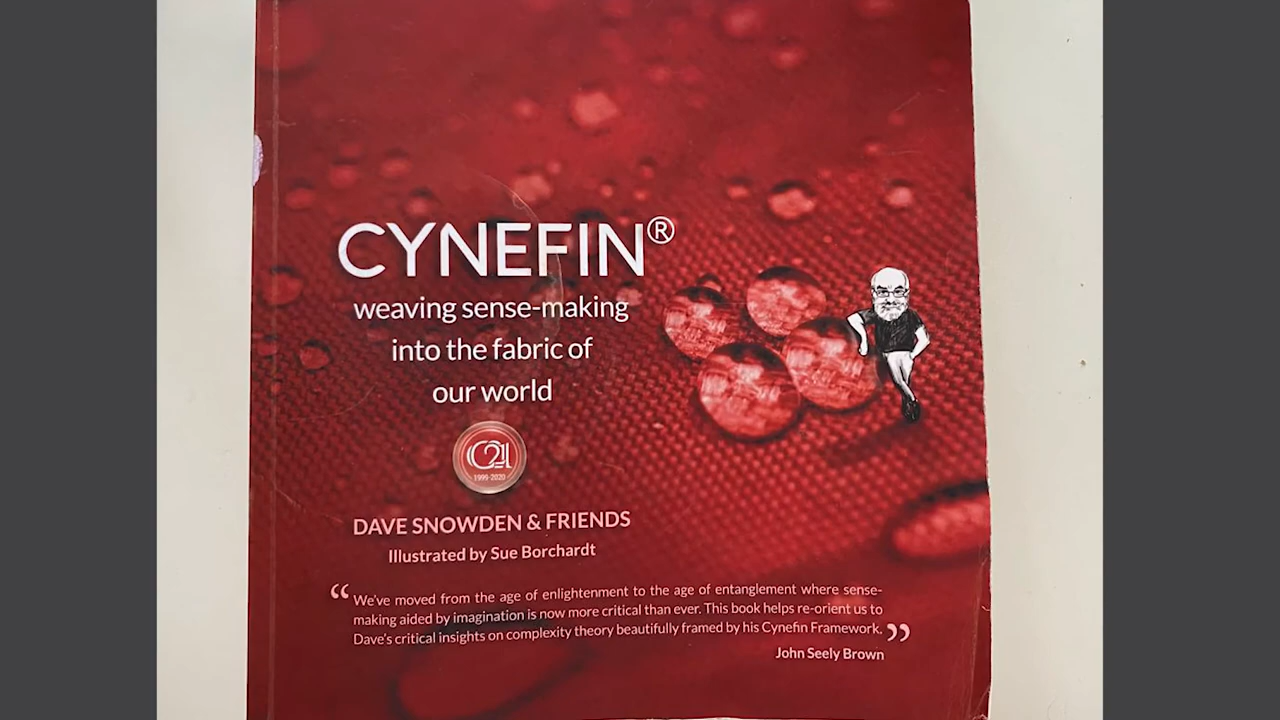 CYNEFIN®
weaving sense-making
into the fabric of
our world
C21
1999-2020
DAVE SNOWDEN & FRIENDS
Illustrated by Sue Borchardt
“We've moved from the age of enlightenment to the age of entanglement where sense-
making aided by imagination is now more critical than ever. This book helps re-orient us to
Dave's critical insights on complexity theory beautifully framed by his Cynefin Framework.”
John Seely Brown